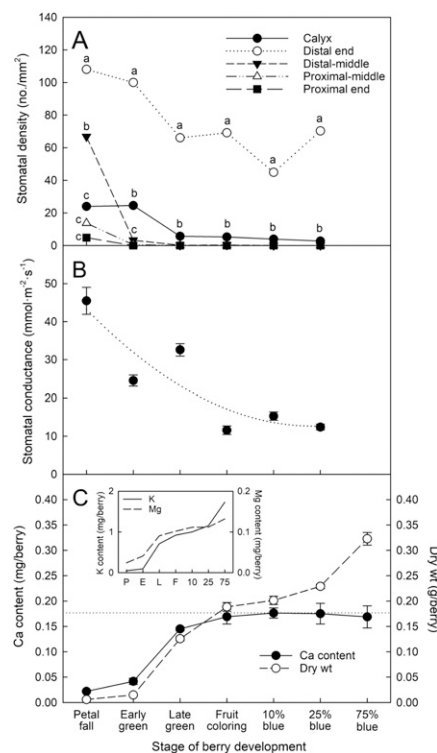 A
Stomatal density (no./mm²)
140
120
100
80
60
40
20
0
Calyx
Distal end
Distal-middle
Proximal-middle
Proximal end
a
a
a
a
a
a
b
c
b
c
c
c
b
b
b
b
B
Stomatal conductance (mmol·m⁻²·s⁻¹)
50
40
30
20
10
0
C
Ca content (mg/berry)
0.40
0.35
0.30
0.25
0.20
0.15
0.10
0.05
0.00
K content (mg/berry)
2
1
0
K
Mg
Mg content (mg/berry)
0.2
0.1
0.0
P E L F 10 25 75
Ca content
Dry wt
Dry wt (g/berry)
0.40
0.35
0.30
0.25
0.20
0.15
0.10
0.05
0.00
Petal Early Late Fruit 10% 25% 75%
fall green green coloring blue blue blue
Stage of berry development